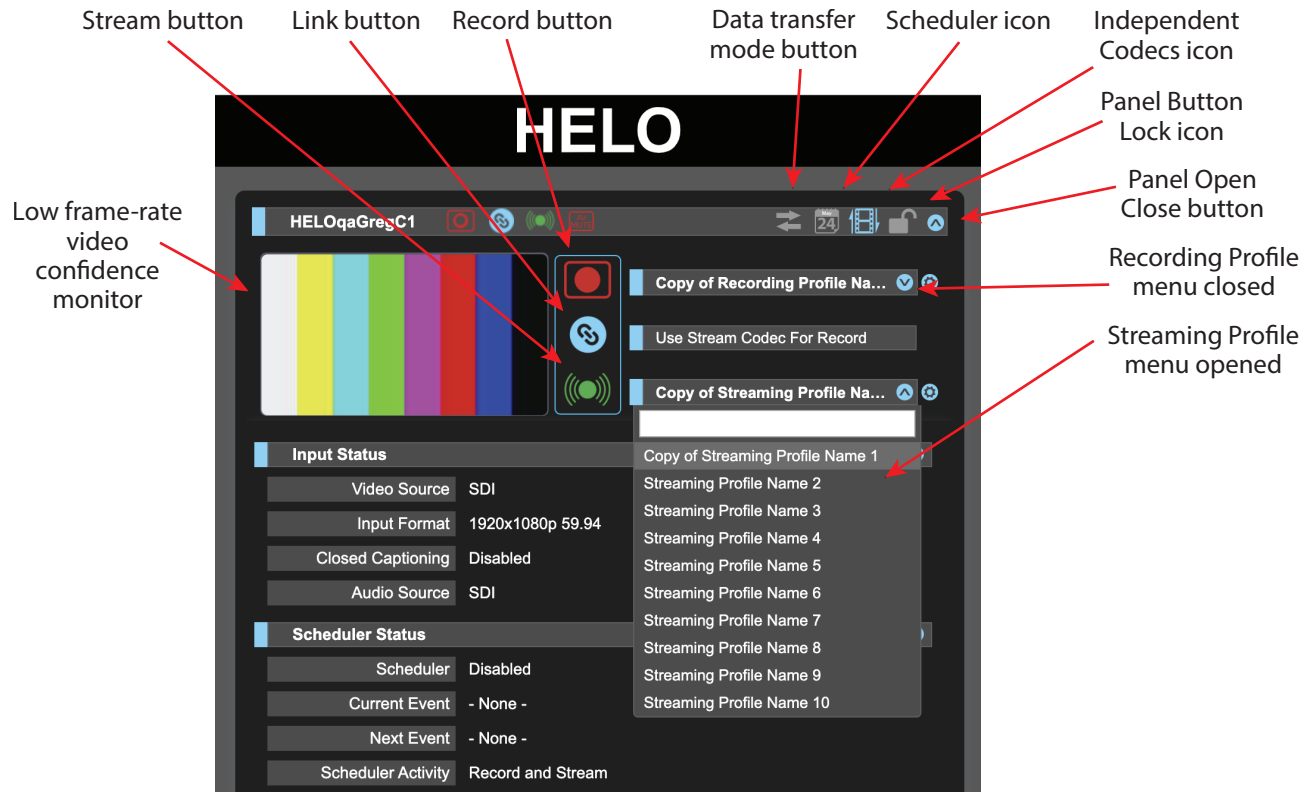 Stream button
Link button
Record button
Data transfer
mode button
Scheduler icon
Independent
Codecs icon
Panel Button
Lock icon
Panel Open
Close button
Recording Profile
menu closed
Streaming Profile
menu opened
Low frame-rate
video
confidence
monitor
HELO
HELOqaGregC1
AV
MUTE
May
24
Copy of Recording Profile Na...
Use Stream Codec For Record
Copy of Streaming Profile Na...
Input Status
Video Source SDI
Input Format 1920x1080p 59.94
Closed Captioning Disabled
Audio Source SDI
Scheduler Status
Scheduler Disabled
Current Event - None -
Next Event - None -
Scheduler Activity Record and Stream
Copy of Streaming Profile Name 1
Streaming Profile Name 2
Streaming Profile Name 3
Streaming Profile Name 4
Streaming Profile Name 5
Streaming Profile Name 6
Streaming Profile Name 7
Streaming Profile Name 8
Streaming Profile Name 9
Streaming Profile Name 10